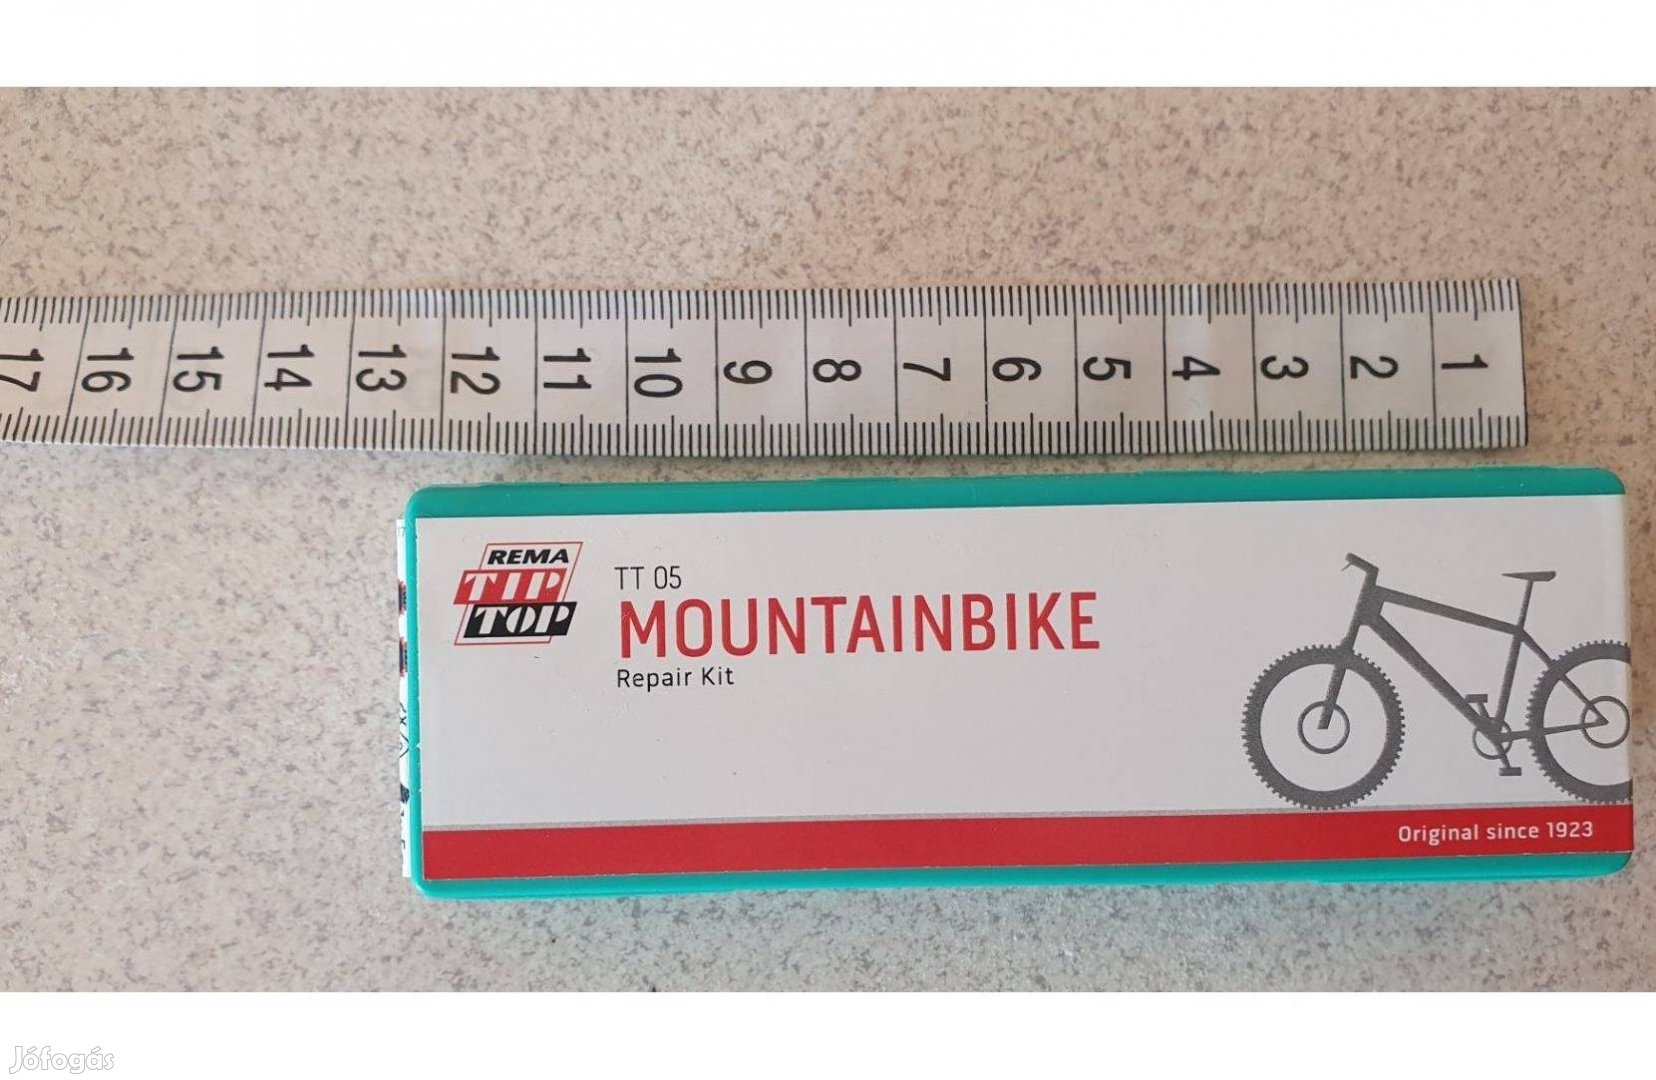 17 16 15 14 13 12 11 10 9 8 7 6 5 4 3 2 1
REMA
TIP
TOP
TT 05
MOUNTAINBIKE
Repair Kit
Original since 1923
Jófogás